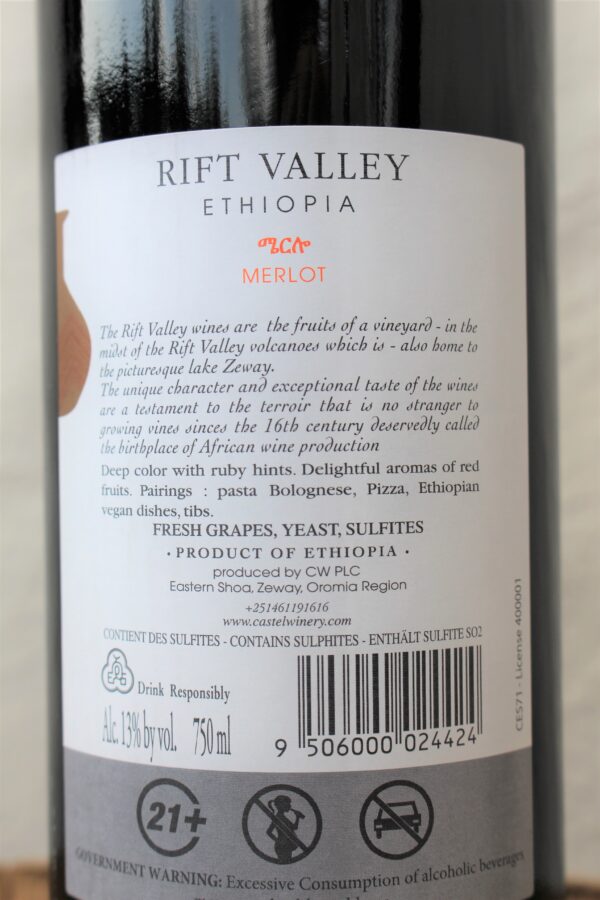 RIFT VALLEY
ETHIOPIA
ሜርሎ
MERLOT
The Rift Valley wines are the fruits of a vineyard - in the
midst of the Rift Valley volcanoes which is - also home to
the picturesque lake Zeway.
The unique character and exceptional taste of the wines
are a testament to the terroir that is no stranger to
growing vines sinces the 16th century deservedly called
the birthplace of African wine production
Deep color with ruby hints. Delightful aromas of red
fruits. Pairings : pasta Bolognese, Pizza, Ethiopian
vegan dishes, tibs.
FRESH GRAPES, YEAST, SULFITES
· PRODUCT OF ETHIOPIA ·
produced by CW PLC
Eastern Shoa, Zeway, Oromia Region
+251461191616
www.castelwinery.com
CONTIENT DES SULFITES - CONTAINS SULPHITES - ENTHÄLT SULFITE SO2
Drink Responsibly
Alc. 13% by vol. 750 ml
9 506000 024424
CES71 - License 400001
21+
GOVERNMENT WARNING: Excessive Consumption of alcoholic beverages